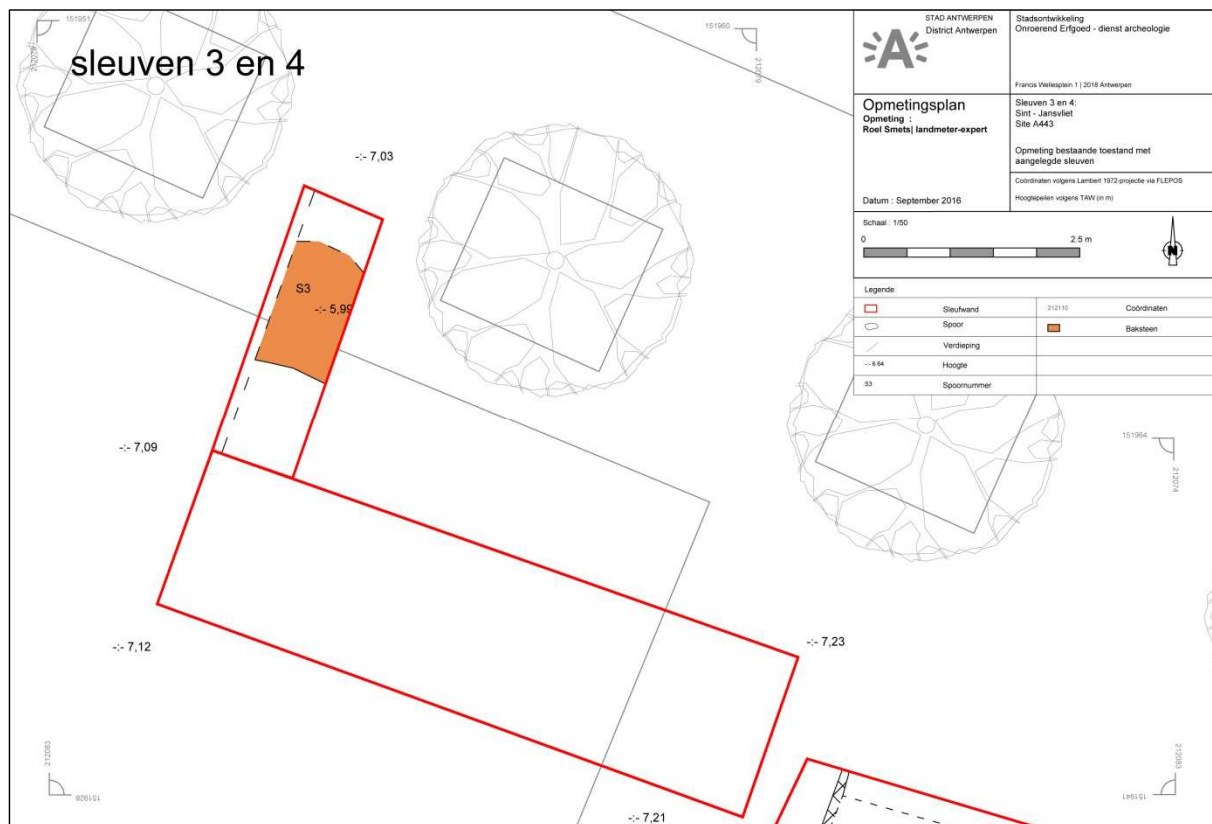 151951
212079
sleuven 3 en 4
151960
212079
STAD ANTWERPEN
District Antwerpen
A
Stadsontwikkeling
Onroerend Erfgoed - dienst archeologie
Francis Wellesplein 1 | 2018 Antwerpen
Opmetingsplan
Opmeting :
Roel Smets| landmeter-expert
Datum : September 2016
Sleuven 3 en 4:
Sint - Jansvliet
Site A443
Opmeting bestaande toestand met
aangelegde sleuven
Coördinaten volgens Lambert 1972-projectie via FLEPOS
Hoogtepeilen volgens TAW (in m)
Schaal : 1/50
0 2.5 m
N
Legende
Sleufwand
212110 Coördinaten
Spoor
Baksteen
Verdieping
-:- 6.64 Hoogte
S3 Spoornummer
-:- 7,03
S3
-:- 5,99
-:- 7,09
151964
212074
-:- 7,12
-:- 7,23
212083
151928
212083
151941
-:- 7,21